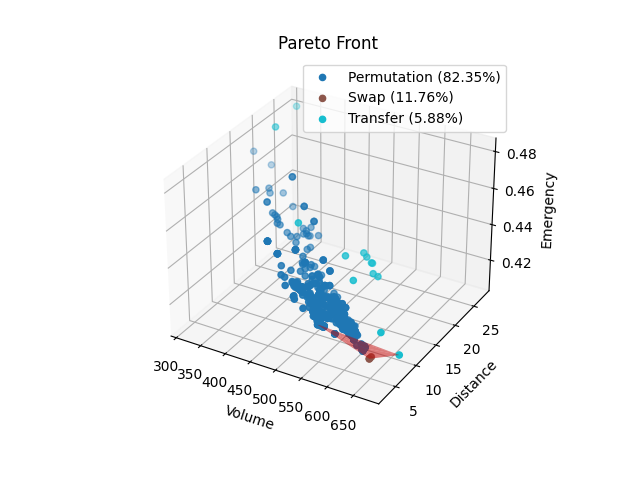 Pareto Front
Permutation (82.35%)
Swap (11.76%)
Transfer (5.88%)
0.48
0.46
0.44
0.42
Emergency
300
350
400
450
500
550
600
650
Volume
5
10
15
20
25
Distance